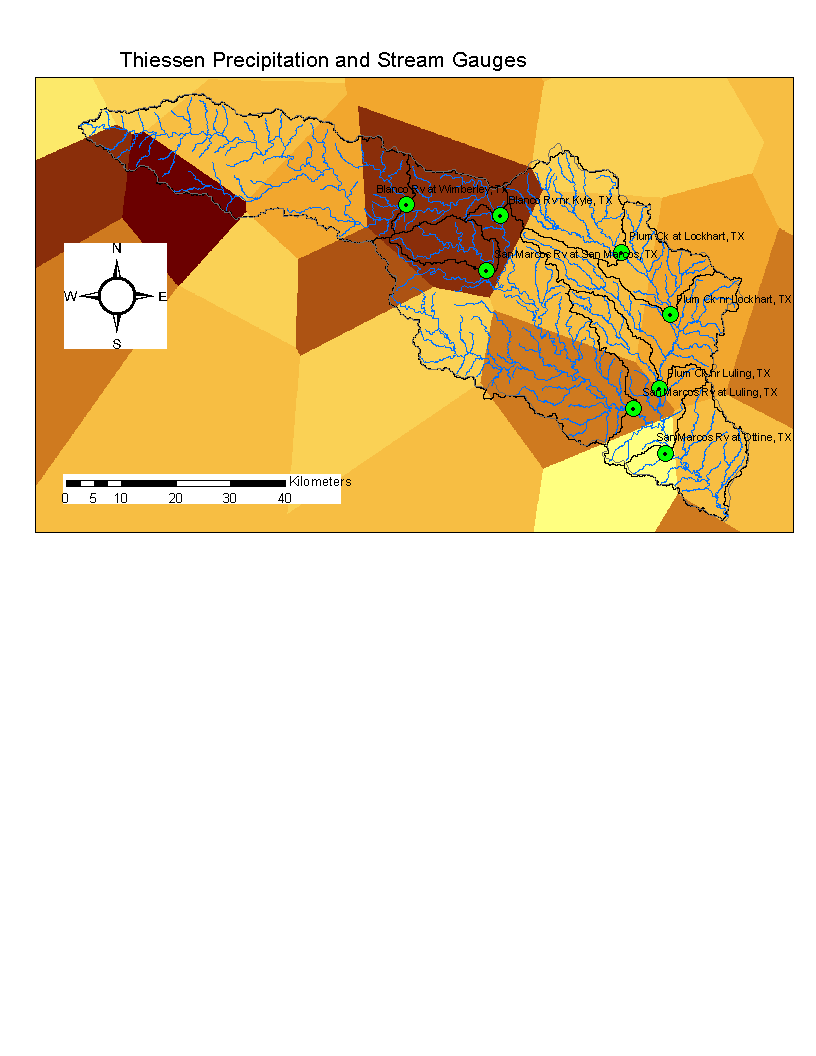 Thiessen Precipitation and Stream Gauges
Blanco Rv at Wimberley, TX
Blanco Rv nr Kyle, TX
Plum Ck at Lockhart, TX
N
San Marcos Rv at San Marcos, TX
W E
Plum Ck nr Lockhart, TX
S
Plum Ck nr Luling, TX
San Marcos Rv at Luling, TX
San Marcos Rv at Ottine, TX
Kilometers
0 5 10 20 30 40